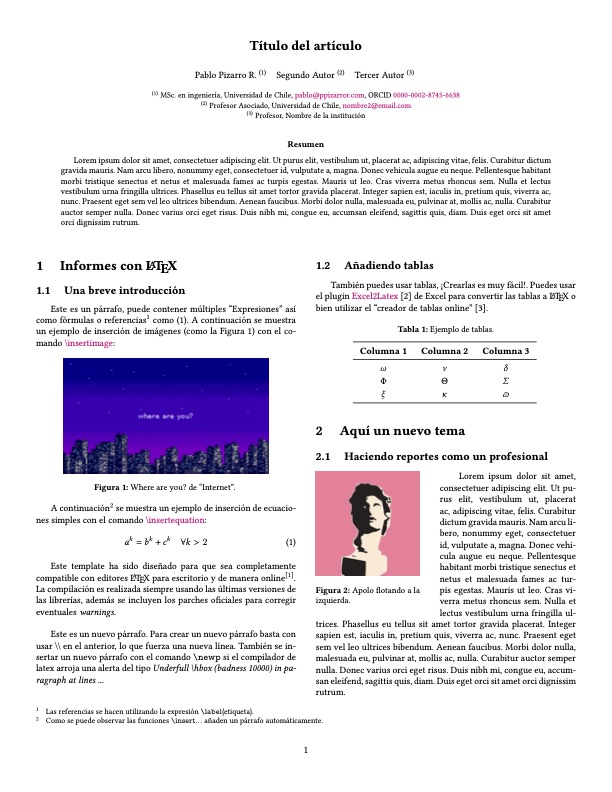 Título del artículo
Pablo Pizarro R. (1) Segundo Autor (2) Tercer Autor (3)
(1) MSc. en ingeniería, Universidad de Chile, pablo@ppizarror.com, ORCID 0000-0002-8745-6638
(2) Profesor Asociado, Universidad de Chile, nombre2@email.com
(3) Profesor, Nombre de la institución
Resumen
Lorem ipsum dolor sit amet, consectetuer adipiscing elit. Ut purus elit, vestibulum ut, placerat ac, adipiscing vitae, felis. Curabitur dictum
gravida mauris. Nam arcu libero, nonummy eget, consectetuer id, vulputate a, magna. Donec vehicula augue eu neque. Pellentesque habitant
morbi tristique senectus et netus et malesuada fames ac turpis egestas. Mauris ut leo. Cras viverra metus rhoncus sem. Nulla et lectus
vestibulum urna fringilla ultrices. Phasellus eu tellus sit amet tortor gravida placerat. Integer sapien est, iaculis in, pretium quis, viverra ac,
nunc. Praesent eget sem vel leo ultrices bibendum. Aenean faucibus. Morbi dolor nulla, malesuada eu, pulvinar at, mollis ac, nulla. Curabitur
auctor semper nulla. Donec varius orci eget risus. Duis nibh mi, congue eu, accumsan eleifend, sagittis quis, diam. Duis eget orci sit amet
orci dignissim rutrum.
1 Informes con LATEX
1.1 Una breve introducción
Este es un párrafo, puede contener múltiples “Expresiones” así
como fórmulas o referencias1 como (1). A continuación se muestra
un ejemplo de inserción de imágenes (como la Figura 1) con el co-
mando \insertimage:
where are you?
Figura 1: Where are you? de “Internet”.
A continuación2 se muestra un ejemplo de inserción de ecuacio-
nes simples con el comando \insertequation:
a^k = b^k + c^k ∀k > 2 (1)
Este template ha sido diseñado para que sea completamente
compatible con editores LATEX para escritorio y de manera online[1].
La compilación es realizada siempre usando las últimas versiones de
las librerías, además se incluyen los parches oficiales para corregir
eventuales warnings.
Este es un nuevo párrafo. Para crear un nuevo párrafo basta con
usar \\ en el anterior, lo que fuerza una nueva línea. También se in-
sertar un nuevo párrafo con el comando \newp si el compilador de
latex arroja una alerta del tipo Underfull \hbox (badness 10000) in pa-
ragraph at lines ...
1 Las referencias se hacen utilizando la expresión \label{etiqueta}.
2 Como se puede observar las funciones \insert... añaden un párrafo automáticamente.
1.2 Añadiendo tablas
También puedes usar tablas, ¡Crearlas es muy fácil!. Puedes usar
el plugin Excel2Latex [2] de Excel para convertir las tablas a LATEX o
bien utilizar el “creador de tablas online” [3].
Tabla 1: Ejemplo de tablas.
Columna 1 Columna 2 Columna 3
ω ν δ
Φ Θ Σ
ξ κ ϖ
2 Aquí un nuevo tema
2.1 Haciendo reportes como un profesional
Figura 2: Apolo flotando a la
izquierda.
Lorem ipsum dolor sit amet,
consectetuer adipiscing elit. Ut pu-
rus elit, vestibulum ut, placerat
ac, adipiscing vitae, felis. Curabitur
dictum gravida mauris. Nam arcu li-
bero, nonummy eget, consectetuer
id, vulputate a, magna. Donec vehi-
cula augue eu neque. Pellentesque
habitant morbi tristique senectus et
netus et malesuada fames ac tur-
pis egestas. Mauris ut leo. Cras vi-
verra metus rhoncus sem. Nulla et
lectus vestibulum urna fringilla ul-
trices. Phasellus eu tellus sit amet tortor gravida placerat. Integer
sapien est, iaculis in, pretium quis, viverra ac, nunc. Praesent eget
sem vel leo ultrices bibendum. Aenean faucibus. Morbi dolor nulla,
malesuada eu, pulvinar at, mollis ac, nulla. Curabitur auctor semper
nulla. Donec varius orci eget risus. Duis nibh mi, congue eu, accum-
san eleifend, sagittis quis, diam. Duis eget orci sit amet orci dignissim
rutrum.
1